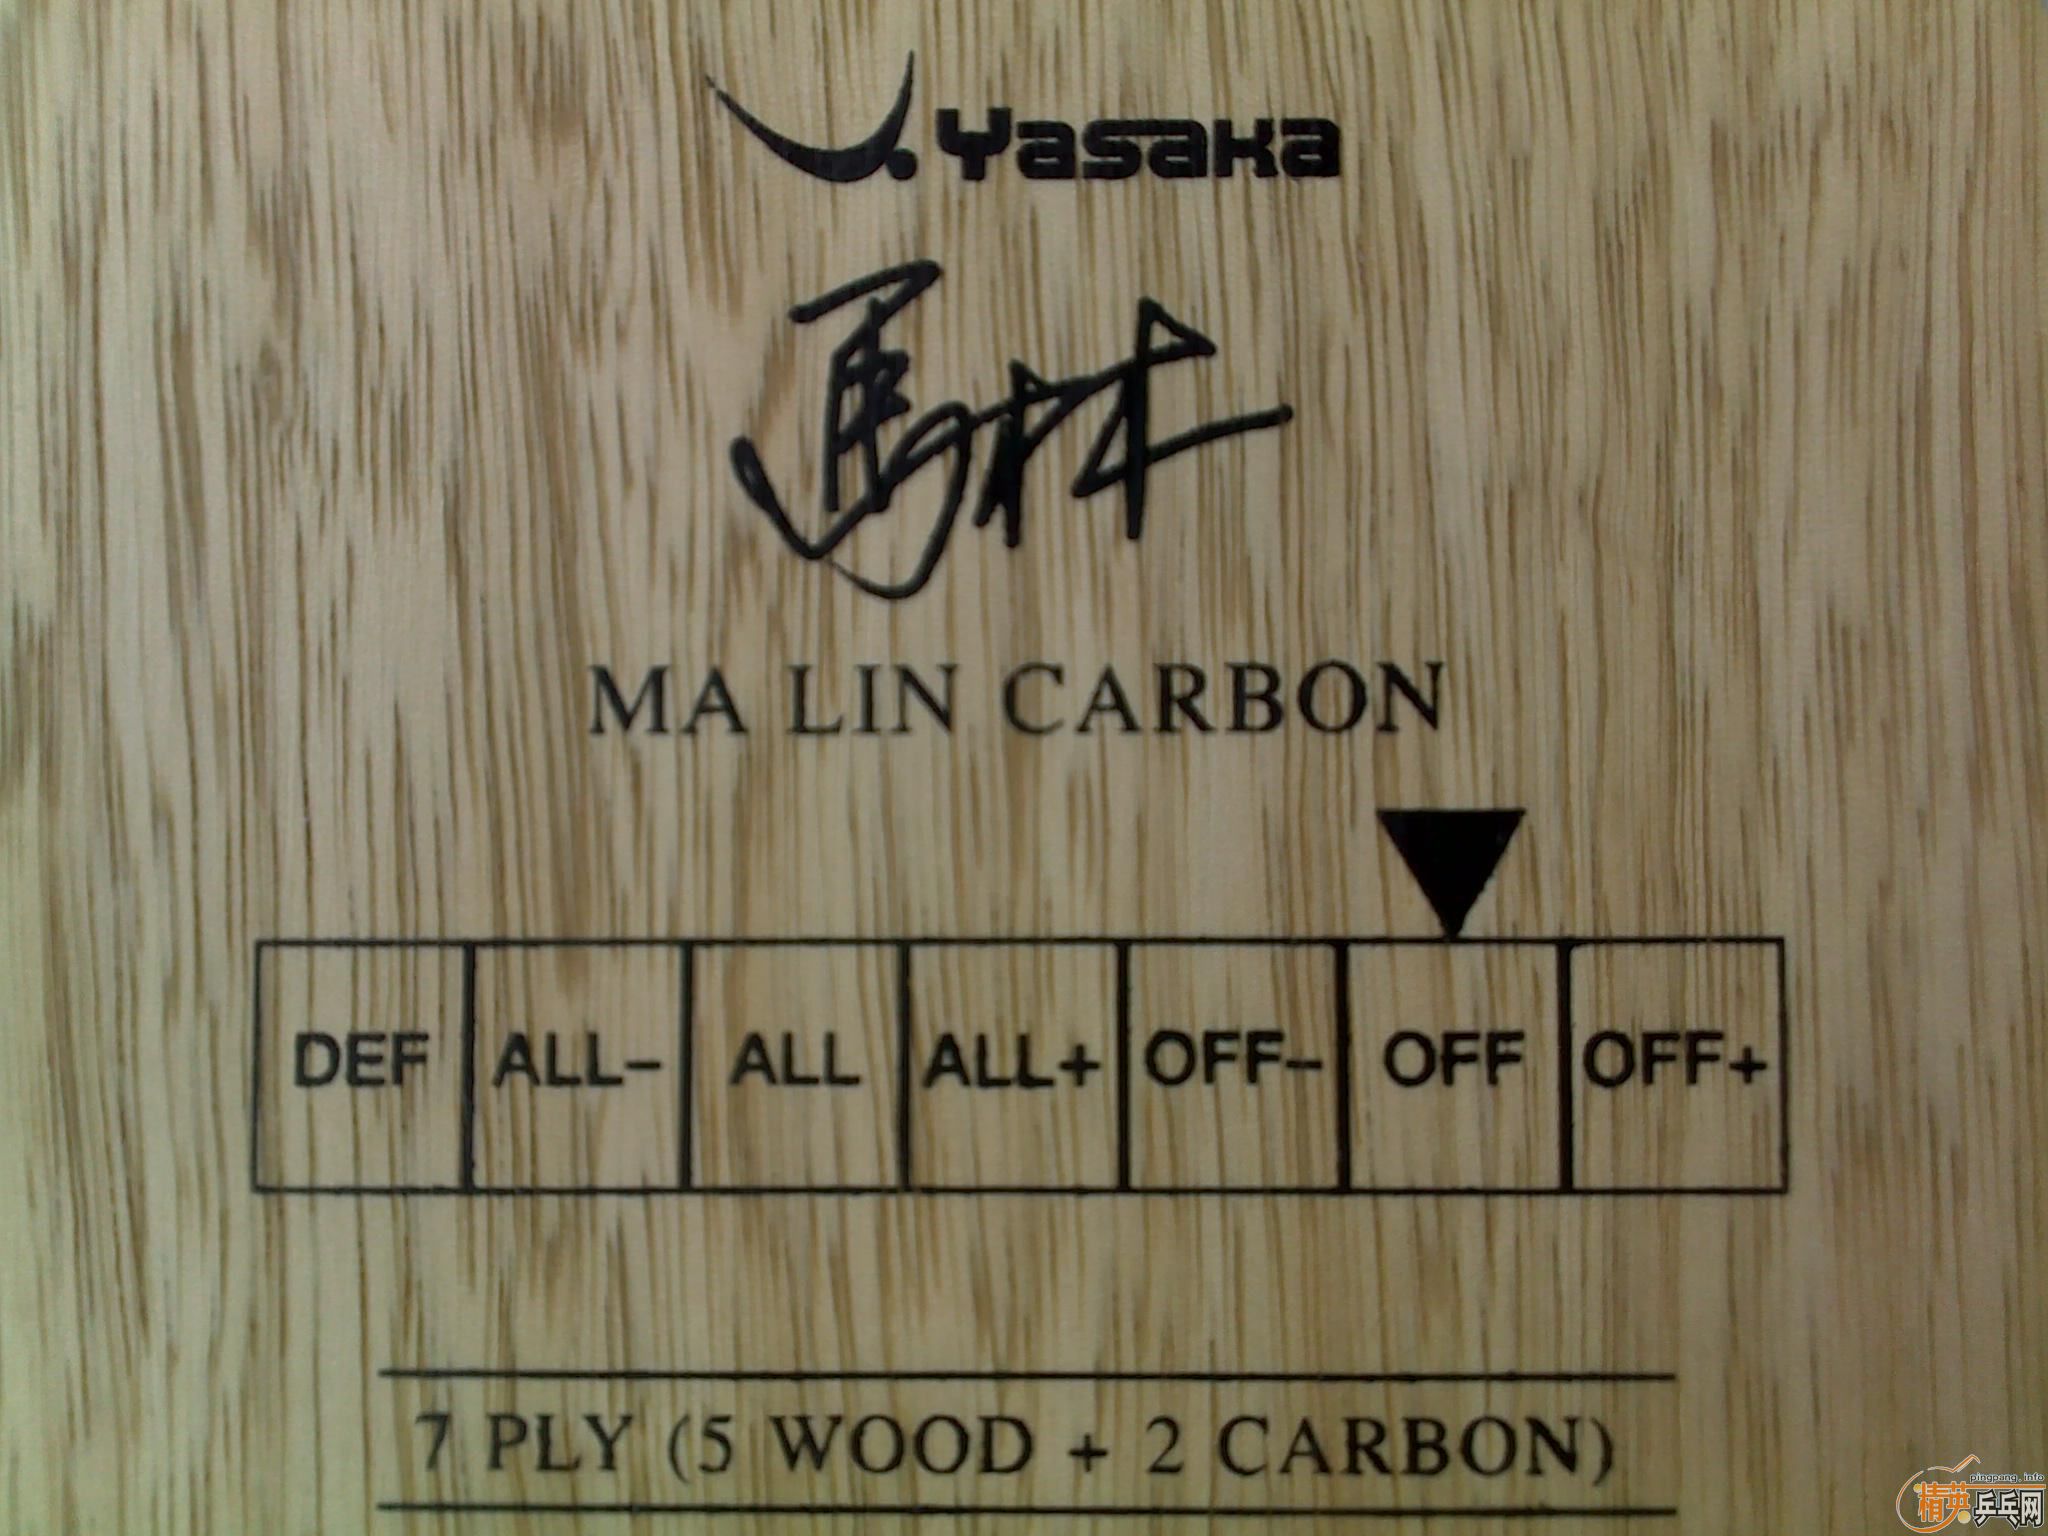 Yasaka
馬林
MA LIN CARBON
DEF ALL- ALL ALL+ OFF- OFF OFF+
7 PLY (5 WOOD + 2 CARBON)
pingpang.info
精英乒乓网